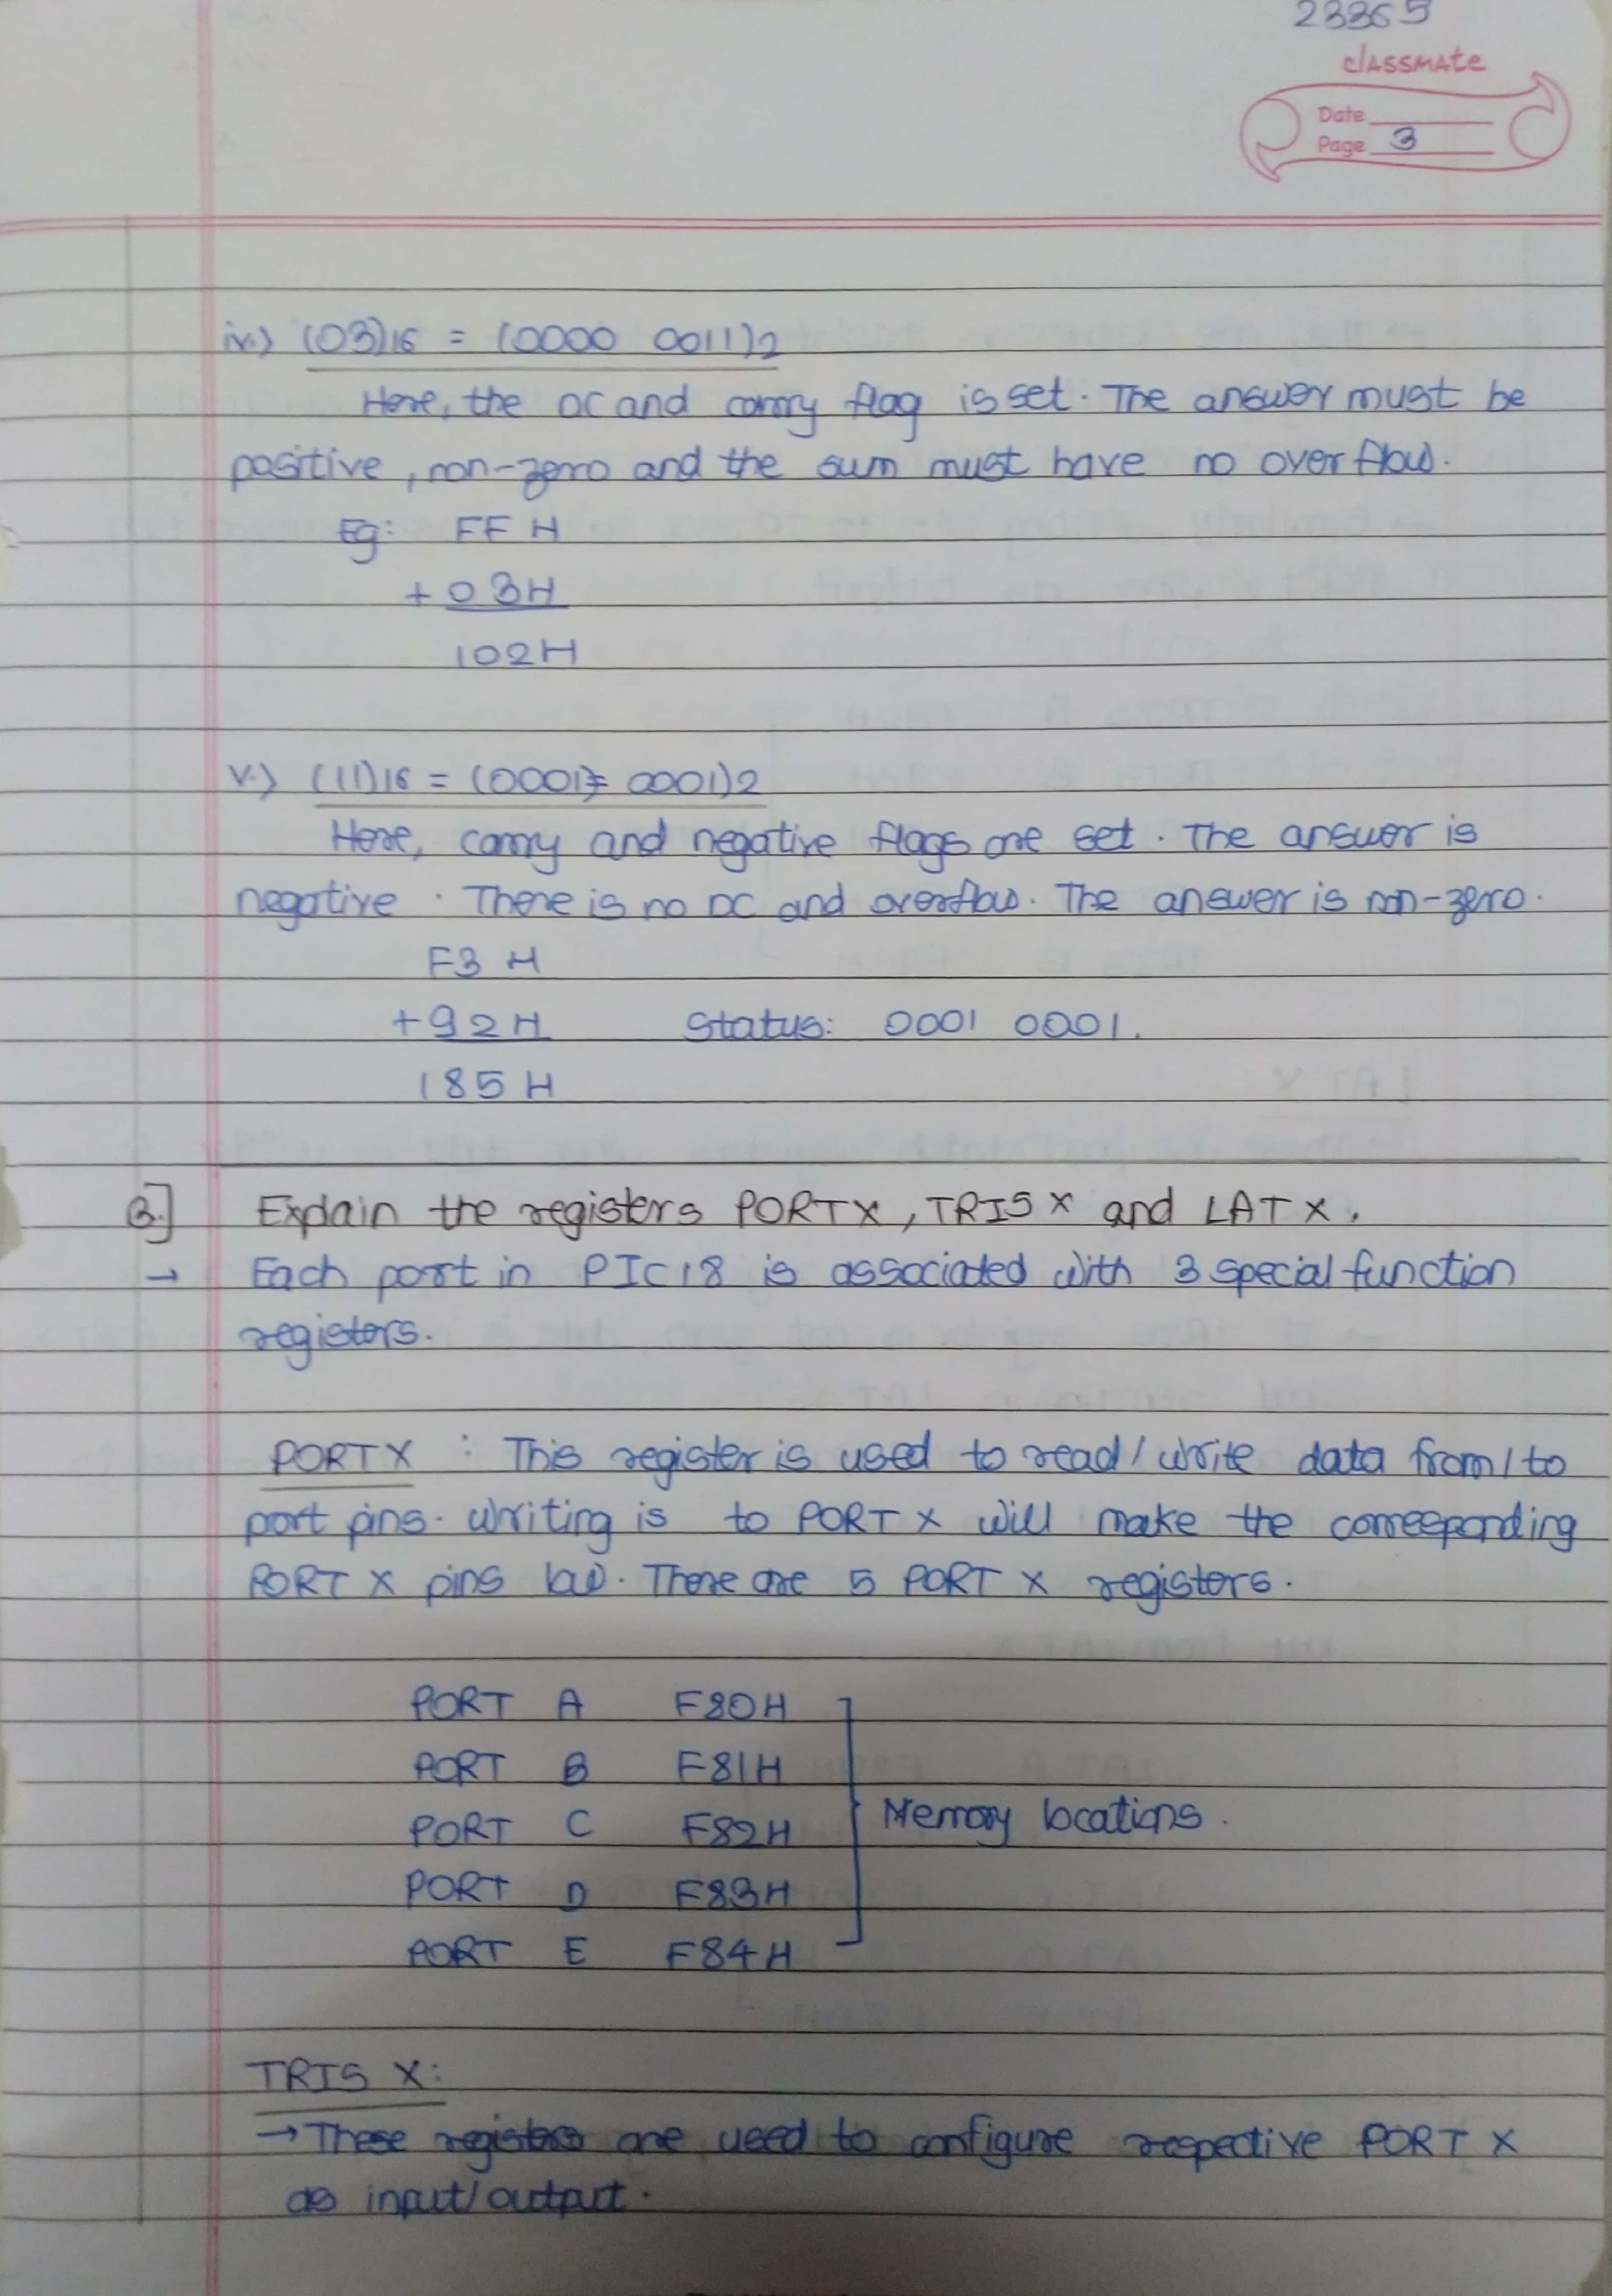 23365
classmate
Date
Page 3
iv.) (03)16 = (0000 0011)2
Here, the DC and carry flag is set. The answer must be
positive, non-zero and the sum must have no overflow.
Eg: FF H
+ 03H
102H
v.) (11)16 = (0001 0001)2
Here, carry and negative flags are set. The answer is
negative. There is no DC and overflow. The answer is non-zero.
F3 H
+92H Status: 0001 0001.
185 H
3.] Explain the registers PORTX, TRIS X and LAT X.
→ Each port in PIC18 is associated with 3 special function
registers.
PORT X : This register is used to read/write data from/to
port pins. Writing is to PORT X will make the corresponding
PORT X pins low. There are 5 PORT X registers.
PORT A F80H
PORT B F81H
PORT C F82H Memory locations.
PORT D F83H
PORT E F84H
TRIS X:
→ These registers are used to configure respective PORT X
as input/output.